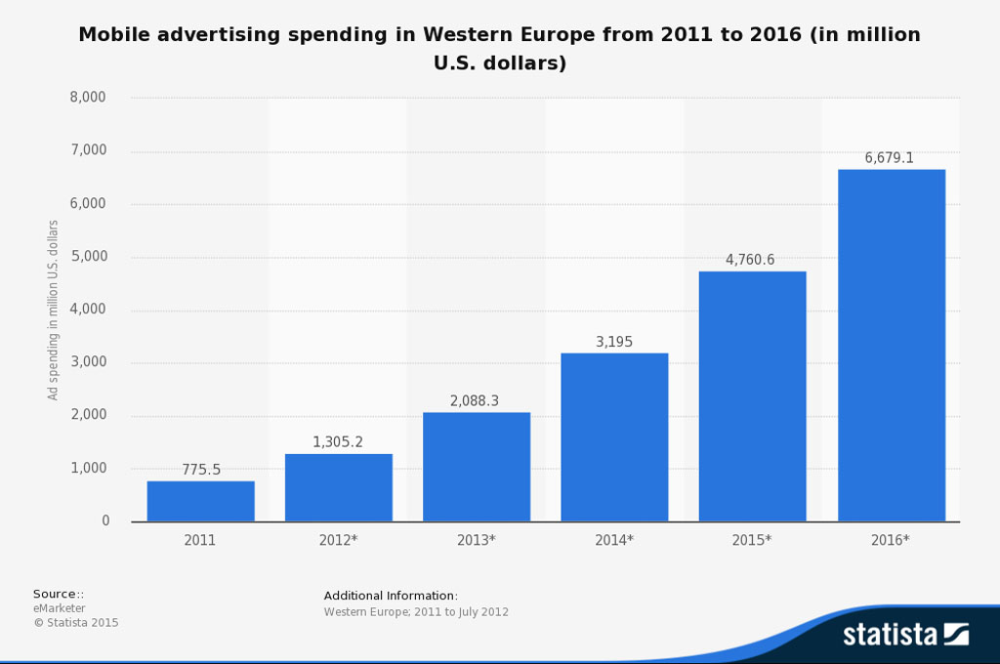 Mobile advertising spending in Western Europe from 2011 to 2016 (in million
U.S. dollars)
Ad spending in million U.S. dollars
8,000
7,000
6,000
5,000
4,000
3,000
2,000
1,000
0
775.5
1,305.2
2,088.3
3,195
4,760.6
6,679.1
2011
2012*
2013*
2014*
2015*
2016*
Source::
eMarketer
© Statista 2015
Additional Information:
Western Europe; 2011 to July 2012
statista